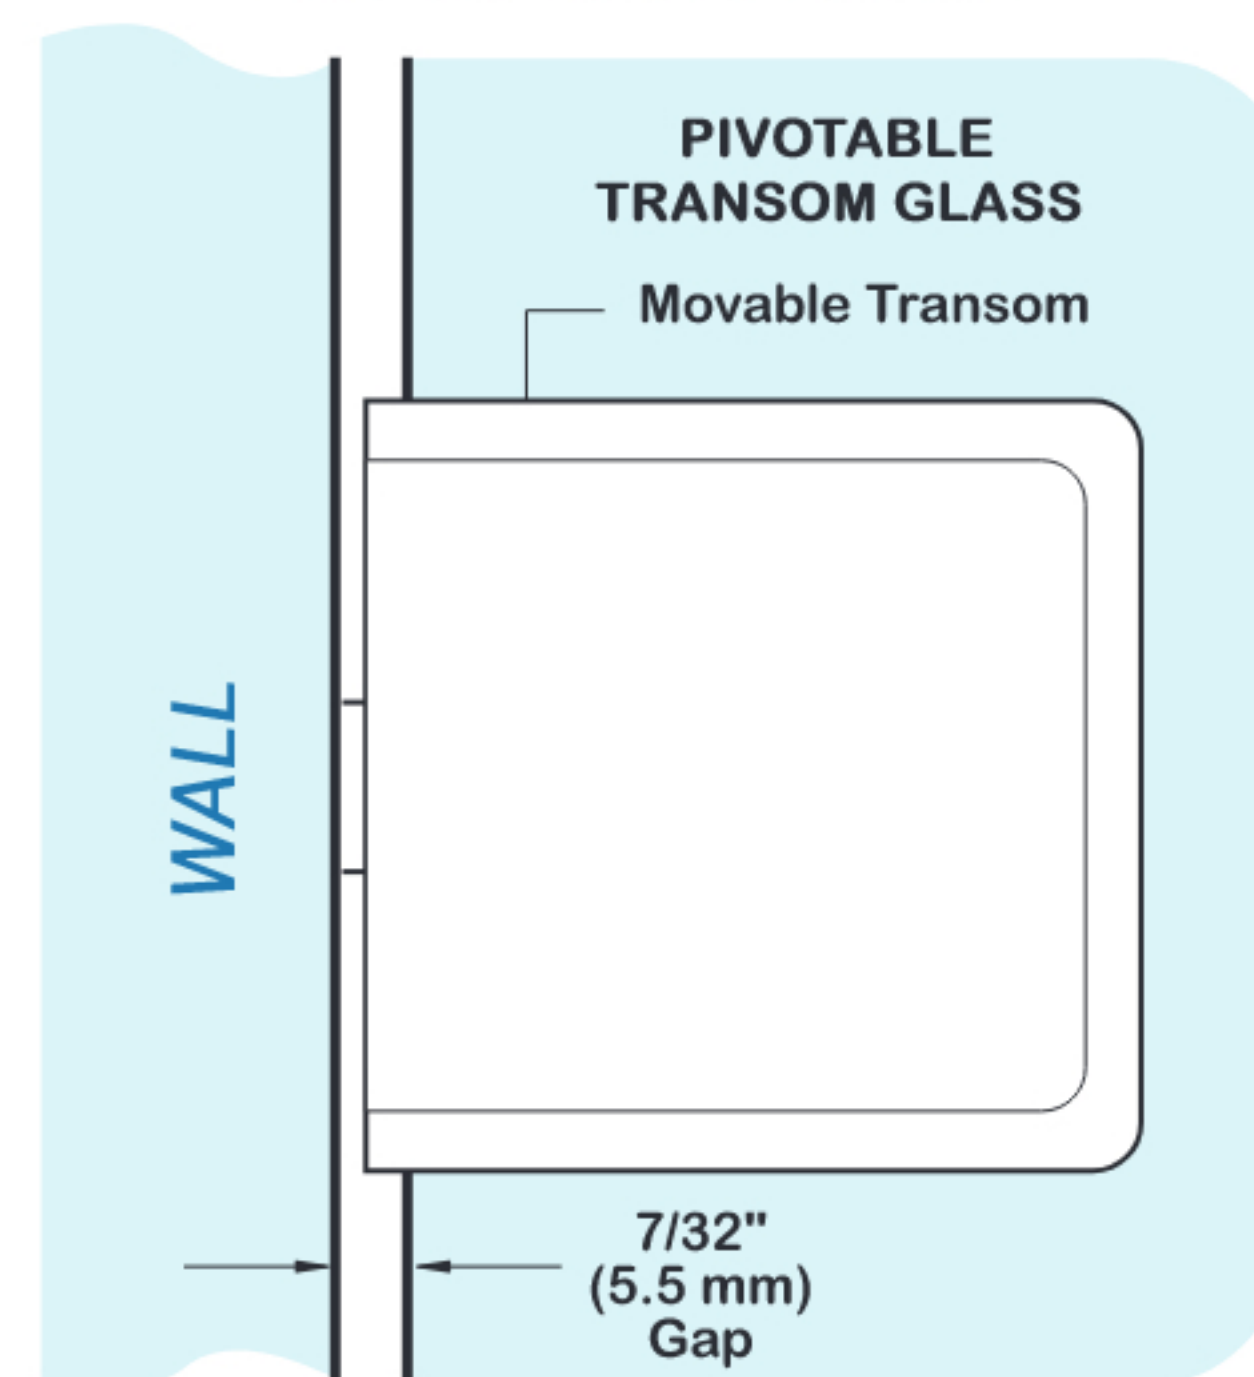 PIVOTABLE
TRANSOM GLASS
Movable Transom
WALL
7/32"
(5.5 mm)
Gap